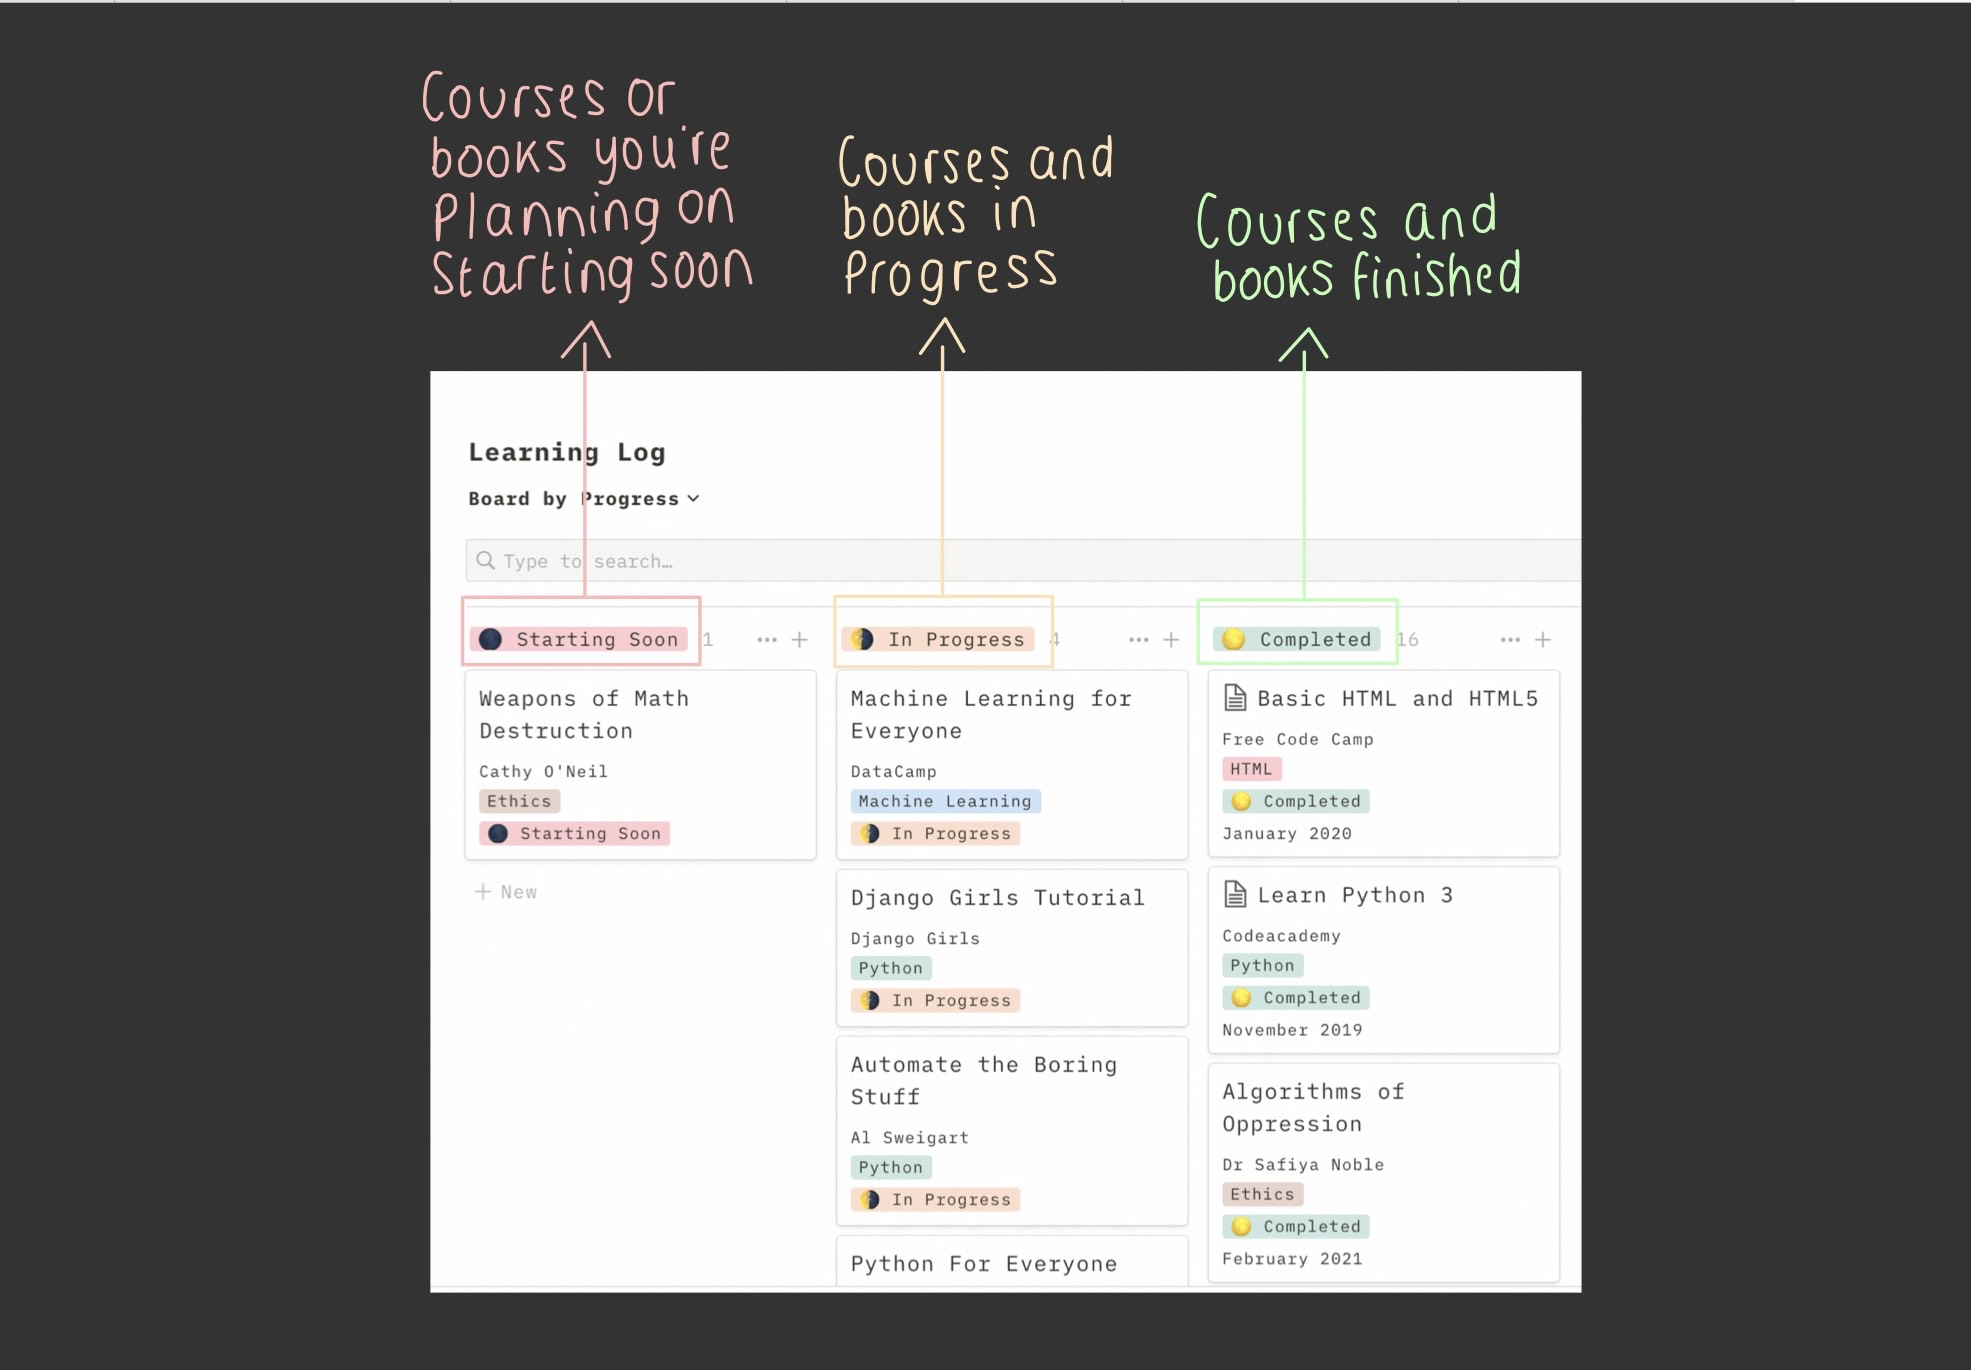 Courses or
books you're
Planning on
Starting soon
Courses and
books in
Progress
Courses and
books finished
Learning Log
Board by Progress
Type to search…
Starting Soon 1
Weapons of Math
Destruction
Cathy O'Neil
Ethics
Starting Soon
+ New
In Progress 4
Machine Learning for
Everyone
DataCamp
Machine Learning
In Progress
Django Girls Tutorial
Django Girls
Python
In Progress
Automate the Boring
Stuff
Al Sweigart
Python
In Progress
Python For Everyone
Completed 16
Basic HTML and HTML5
Free Code Camp
HTML
Completed
January 2020
Learn Python 3
Codeacademy
Python
Completed
November 2019
Algorithms of
Oppression
Dr Safiya Noble
Ethics
Completed
February 2021